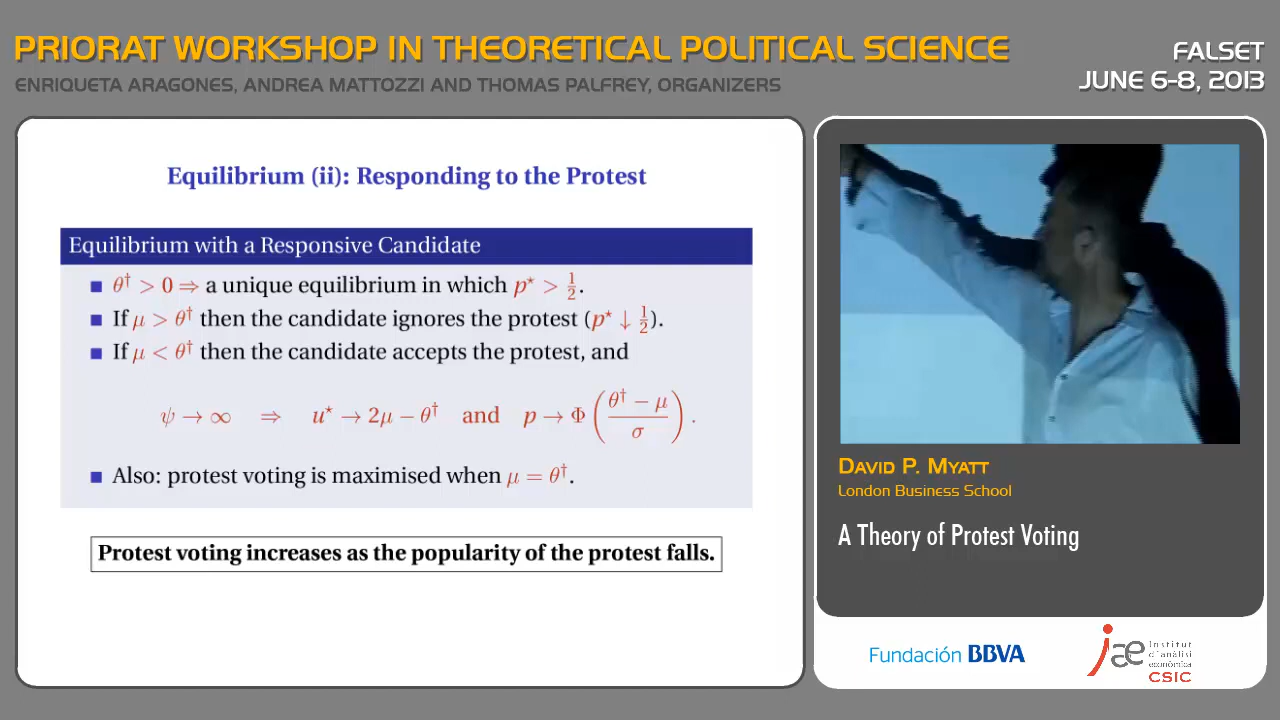 PRIORAT WORKSHOP IN THEORETICAL POLITICAL SCIENCE
ENRIQUETA ARAGONES, ANDREA MATTOZZI AND THOMAS PALFREY, ORGANIZERS
FALSET
JUNE 6-8, 2013
Equilibrium (ii): Responding to the Protest
Equilibrium with a Responsive Candidate
■ θ† > 0 ⇒ a unique equilibrium in which p⋆ > 1/2.
■ If μ > θ† then the candidate ignores the protest (p⋆ ↓ 1/2).
■ If μ < θ† then the candidate accepts the protest, and
ψ → ∞ ⇒ u⋆ → 2μ − θ† and p → Φ((θ† − μ)/σ).
■ Also: protest voting is maximised when μ = θ†.
Protest voting increases as the popularity of the protest falls.
DAVID P. MYATT
London Business School
A Theory of Protest Voting
Fundación BBVA
iae Institut d'anàlisi econòmica CSIC